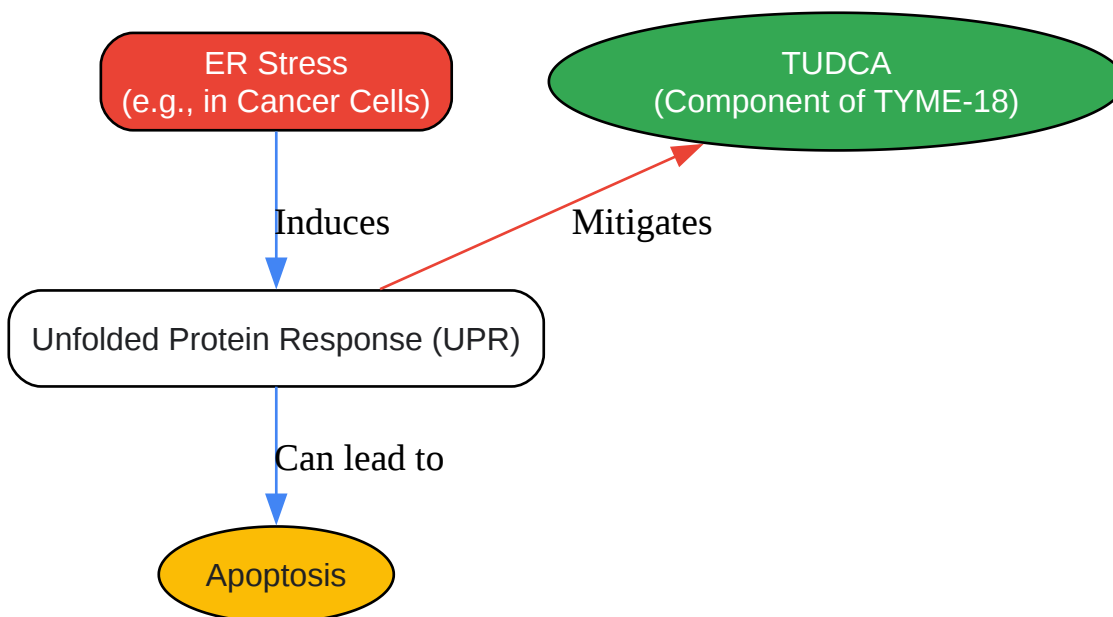 ER Stress
(e.g., in Cancer Cells)
TUDCA
(Component of TYME-18)
Induces
Mitigates
Unfolded Protein Response (UPR)
Can lead to
Apoptosis